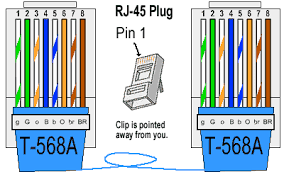 RJ-45 Plug
1 2 3 4 5 6 7 8
1 2 3 4 5 6 7 8
Pin 1
Clip is pointed
away from you.
g G o B b O br BR
g G o B b O br BR
T-568A
T-568A